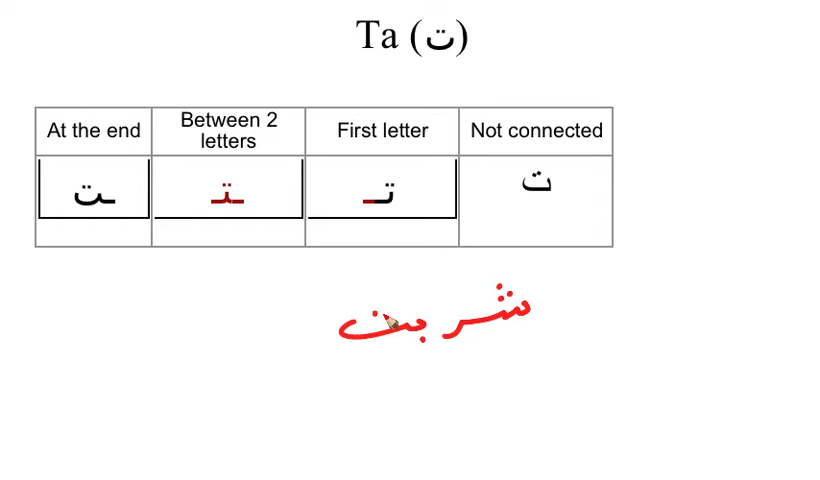 Ta (ت)
At the end
Between 2 letters
First letter
Not connected
ـت
ـتـ
تـ
ت
شربت